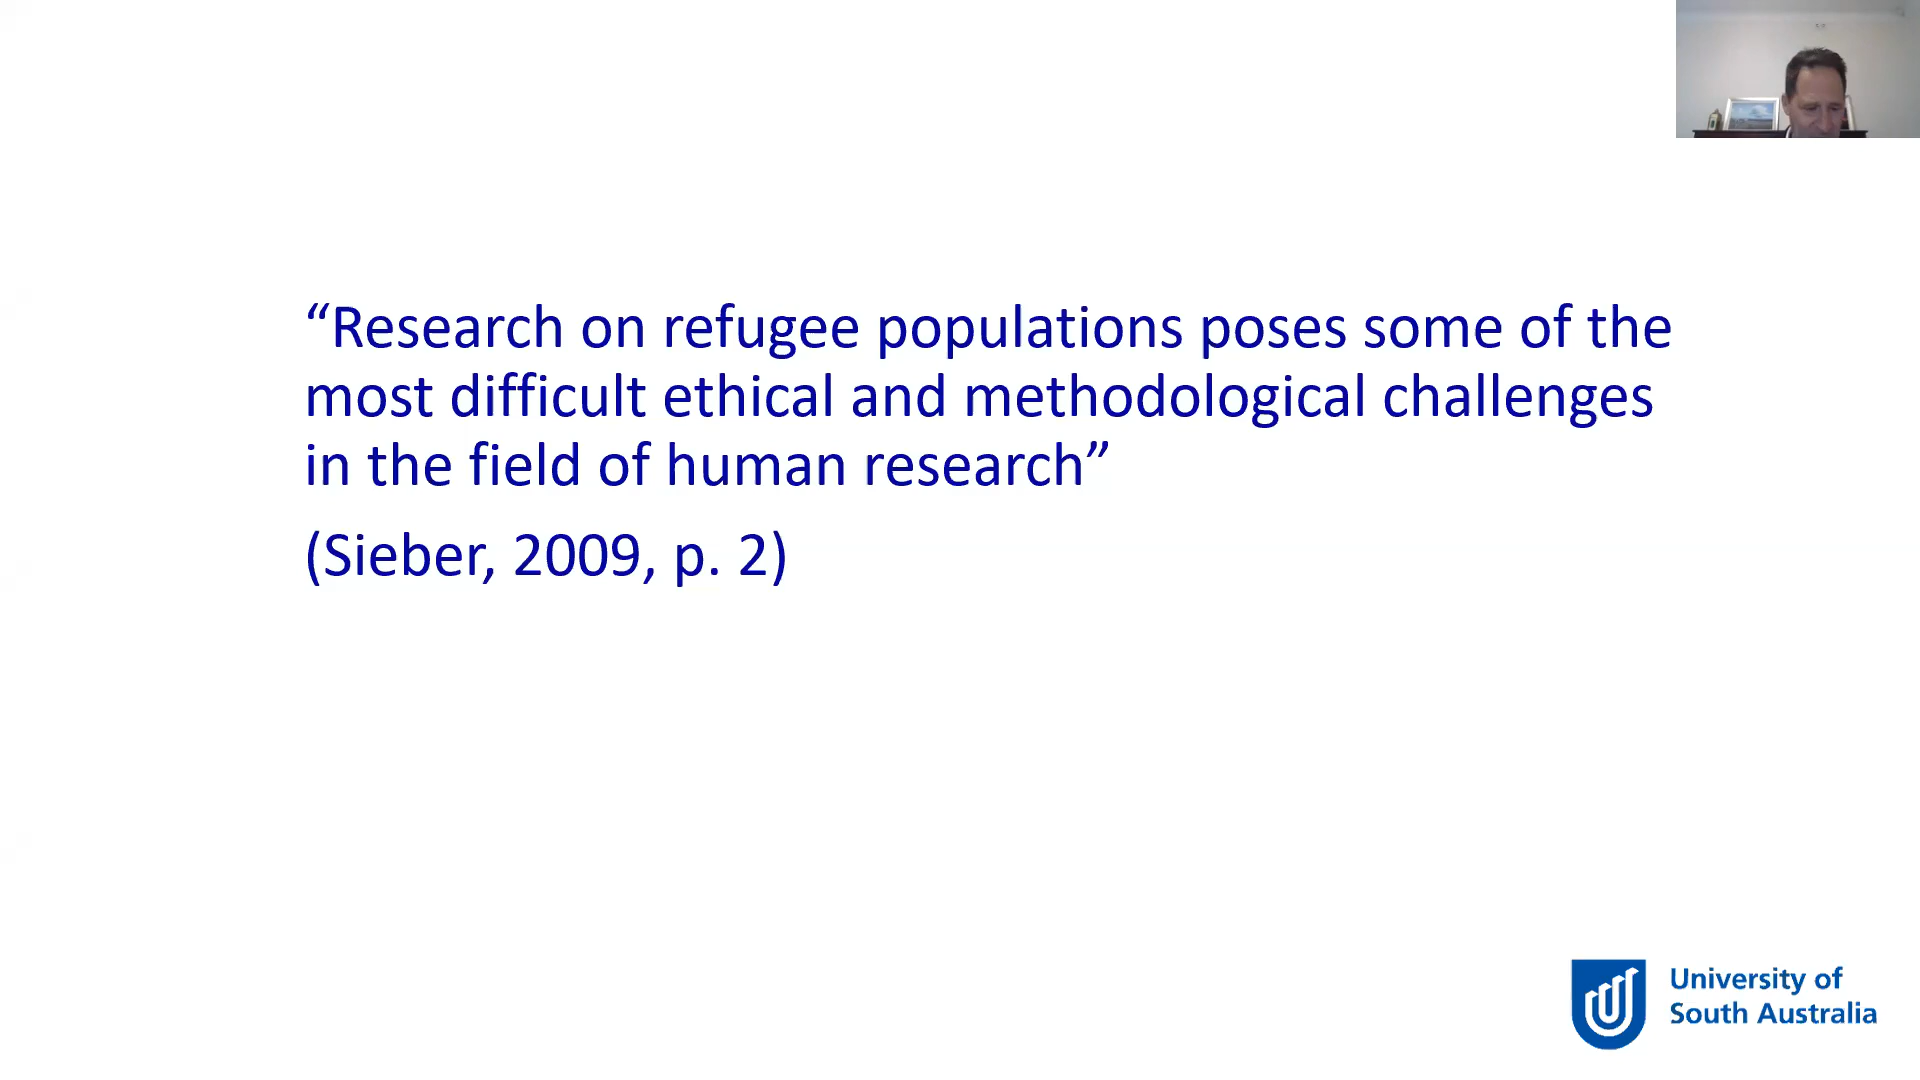 “Research on refugee populations poses some of the
most difficult ethical and methodological challenges
in the field of human research”
(Sieber, 2009, p. 2)
University of
South Australia